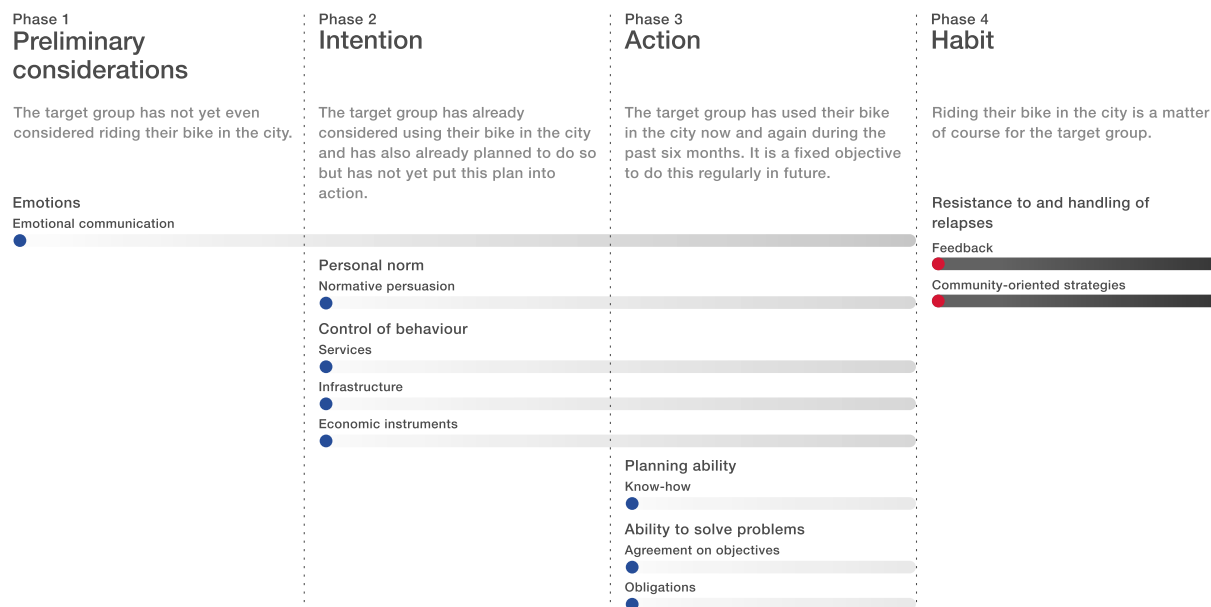 Phase 1
Preliminary
considerations
The target group has not yet even
considered riding their bike in the city.
Emotions
Emotional communication
Phase 2
Intention
The target group has already
considered using their bike in the city
and has also already planned to do so
but has not yet put this plan into
action.
Personal norm
Normative persuasion
Control of behaviour
Services
Infrastructure
Economic instruments
Phase 3
Action
The target group has used their bike
in the city now and again during the
past six months. It is a fixed objective
to do this regularly in future.
Planning ability
Know-how
Ability to solve problems
Agreement on objectives
Obligations
Phase 4
Habit
Riding their bike in the city is a matter
of course for the target group.
Resistance to and handling of
relapses
Feedback
Community-oriented strategies